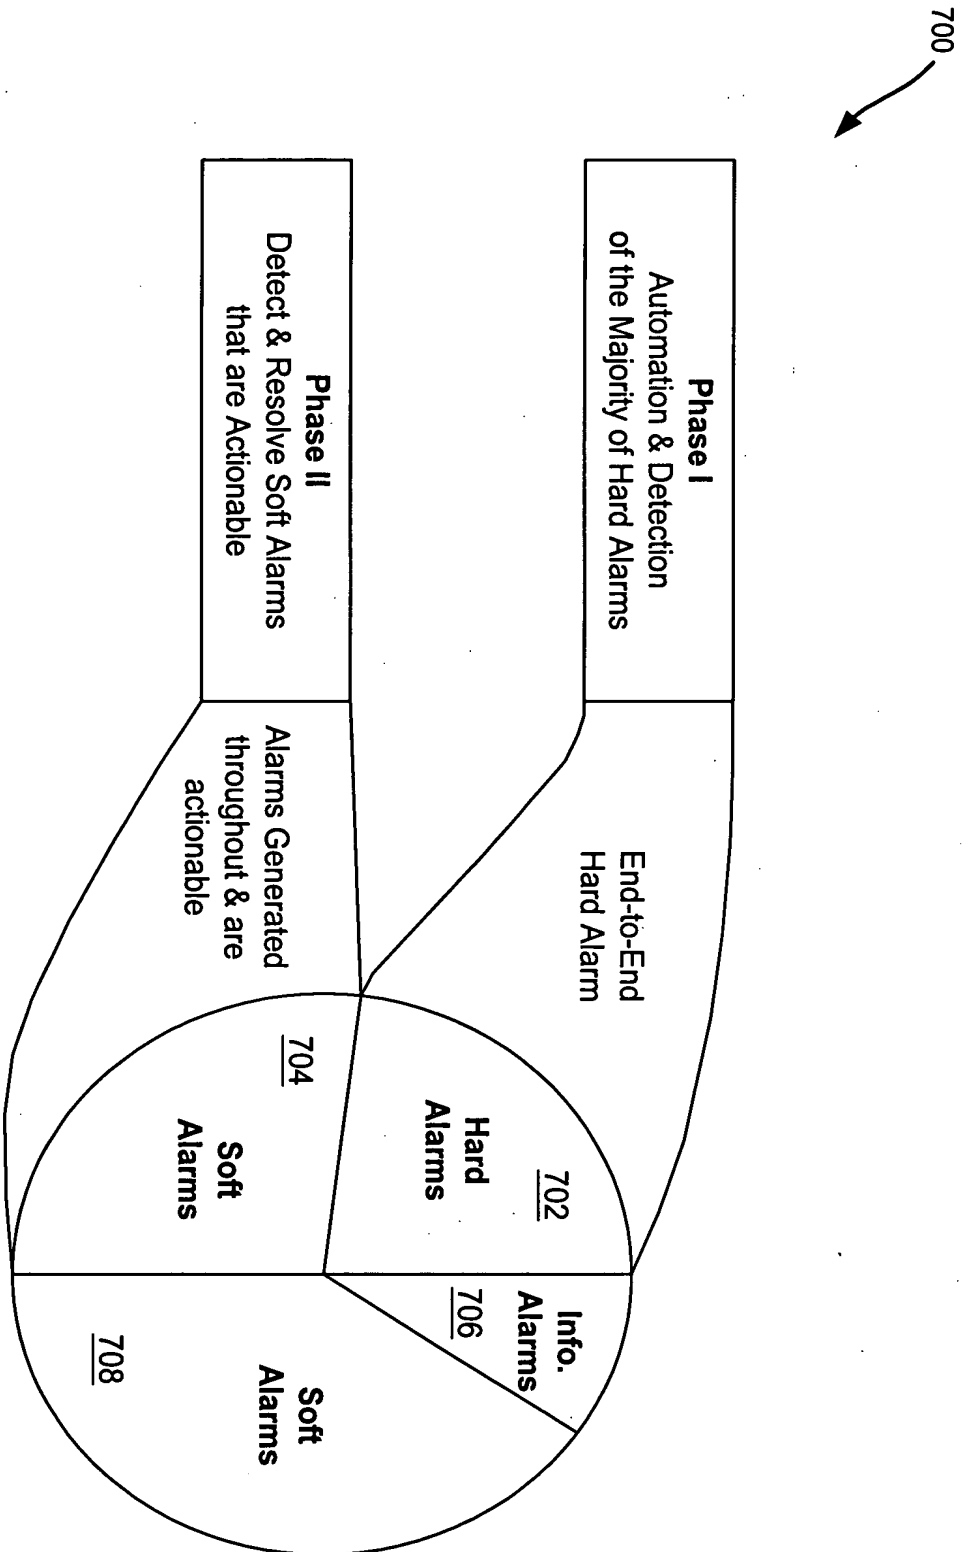 700
Phase I
Automation & Detection
of the Majority of Hard Alarms
End-to-End
Hard Alarm
702
Hard
Alarms
Info.
Alarms
706
Phase II
Detect & Resolve Soft Alarms
that are Actionable
Alarms Generated
throughout & are
actionable
704
Soft
Alarms
Soft
Alarms
708